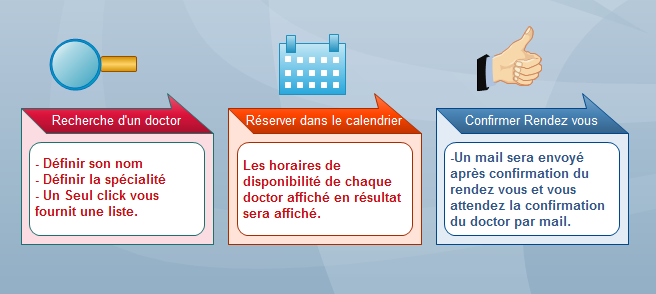 Recherche d'un doctor
- Définir son nom
- Définir la spécialité
- Un Seul click vous
fournit une liste.
Réserver dans le calendrier
Les horaires de
disponibilité de chaque
doctor affiché en résultat
sera affiché.
Confirmer Rendez vous
-Un mail sera envoyé
après confirmation du
rendez vous et vous
attendez la confirmation
du doctor par mail.